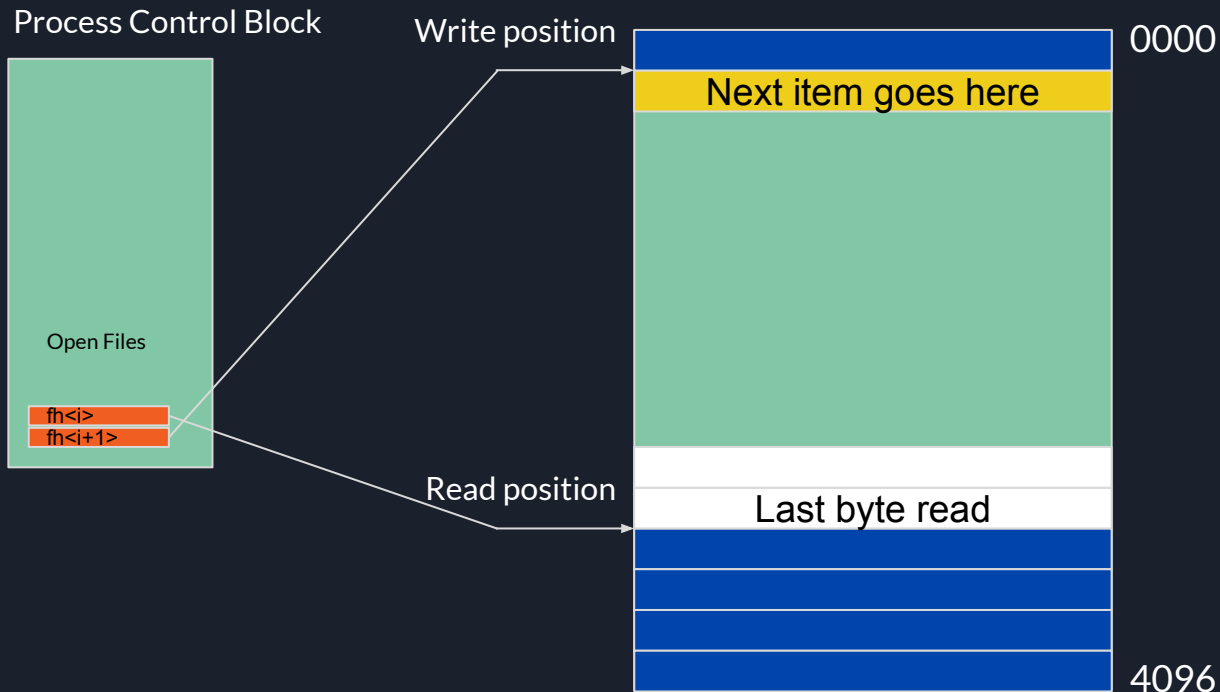 Process Control Block
Write position
0000
Next item goes here
Open Files
fh<i>
fh<i+1>
Read position
Last byte read
4096